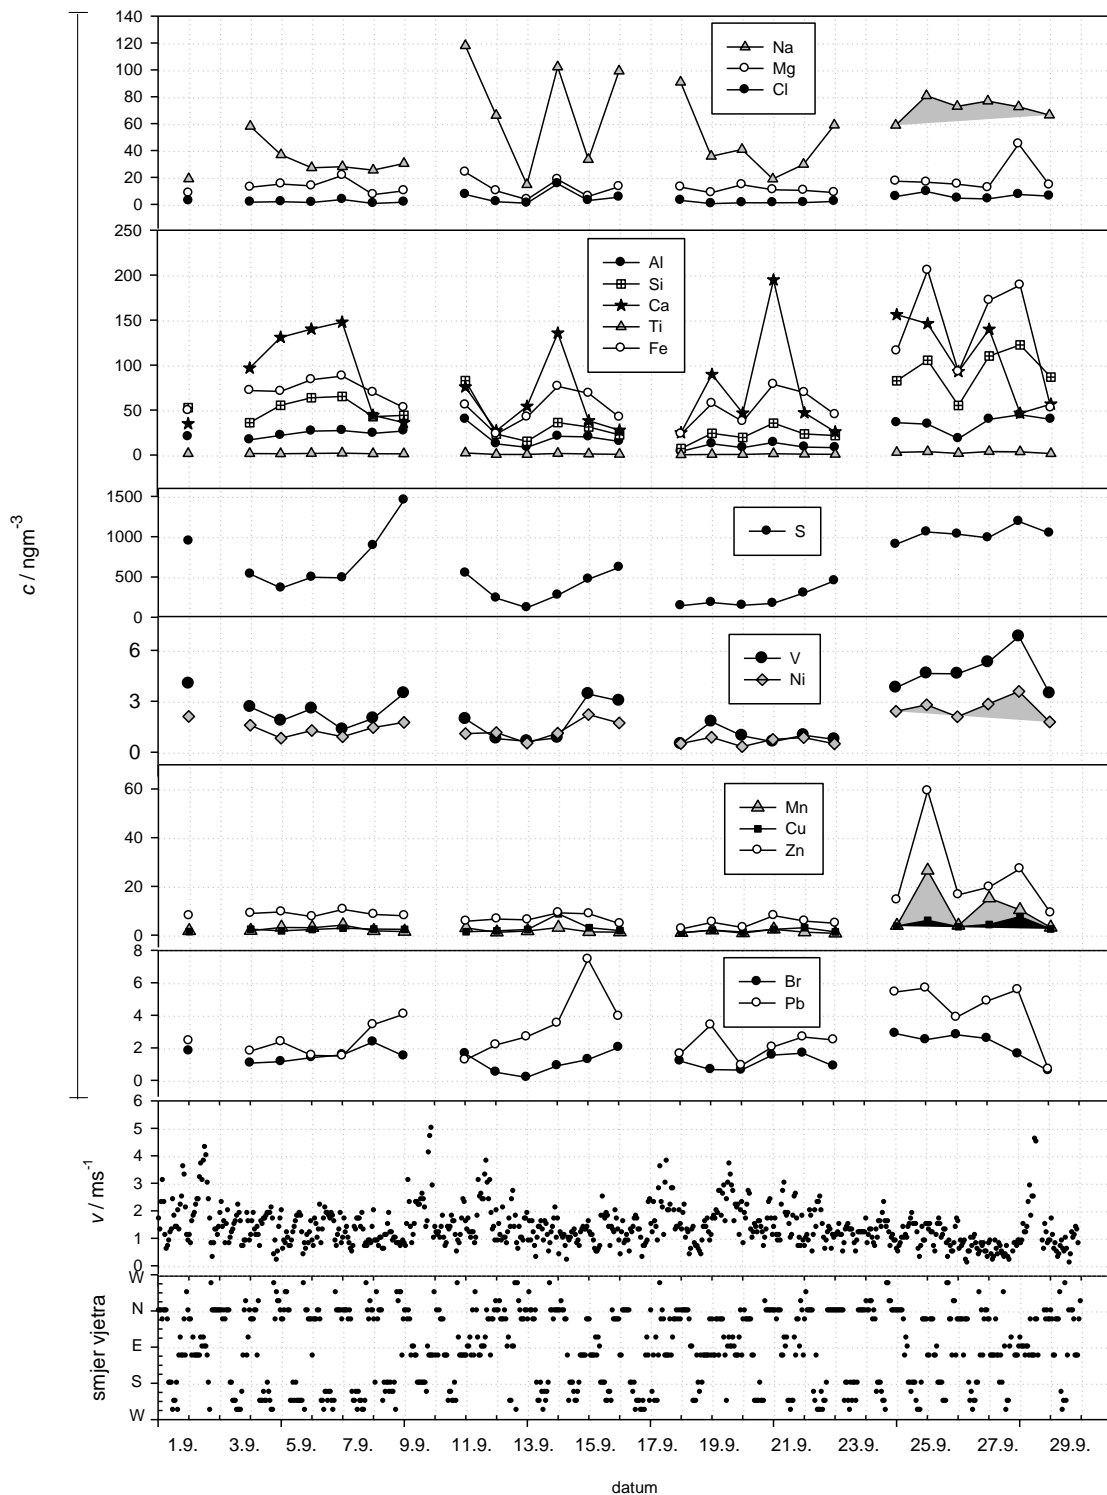 140
120
100
80
60
40
20
0
Na
Mg
Cl
250
200
150
100
50
0
Al
Si
Ca
Ti
Fe
c / ngm-3
1500
1000
500
0
S
6
3
0
V
Ni
60
40
20
0
Mn
Cu
Zn
8
6
4
2
0
Br
Pb
v / ms-1
6
5
4
3
2
1
0
smjer vjetra
W
N
E
S
W
1.9. 3.9. 5.9. 7.9. 9.9. 11.9. 13.9. 15.9. 17.9. 19.9. 21.9. 23.9. 25.9. 27.9. 29.9.
datum